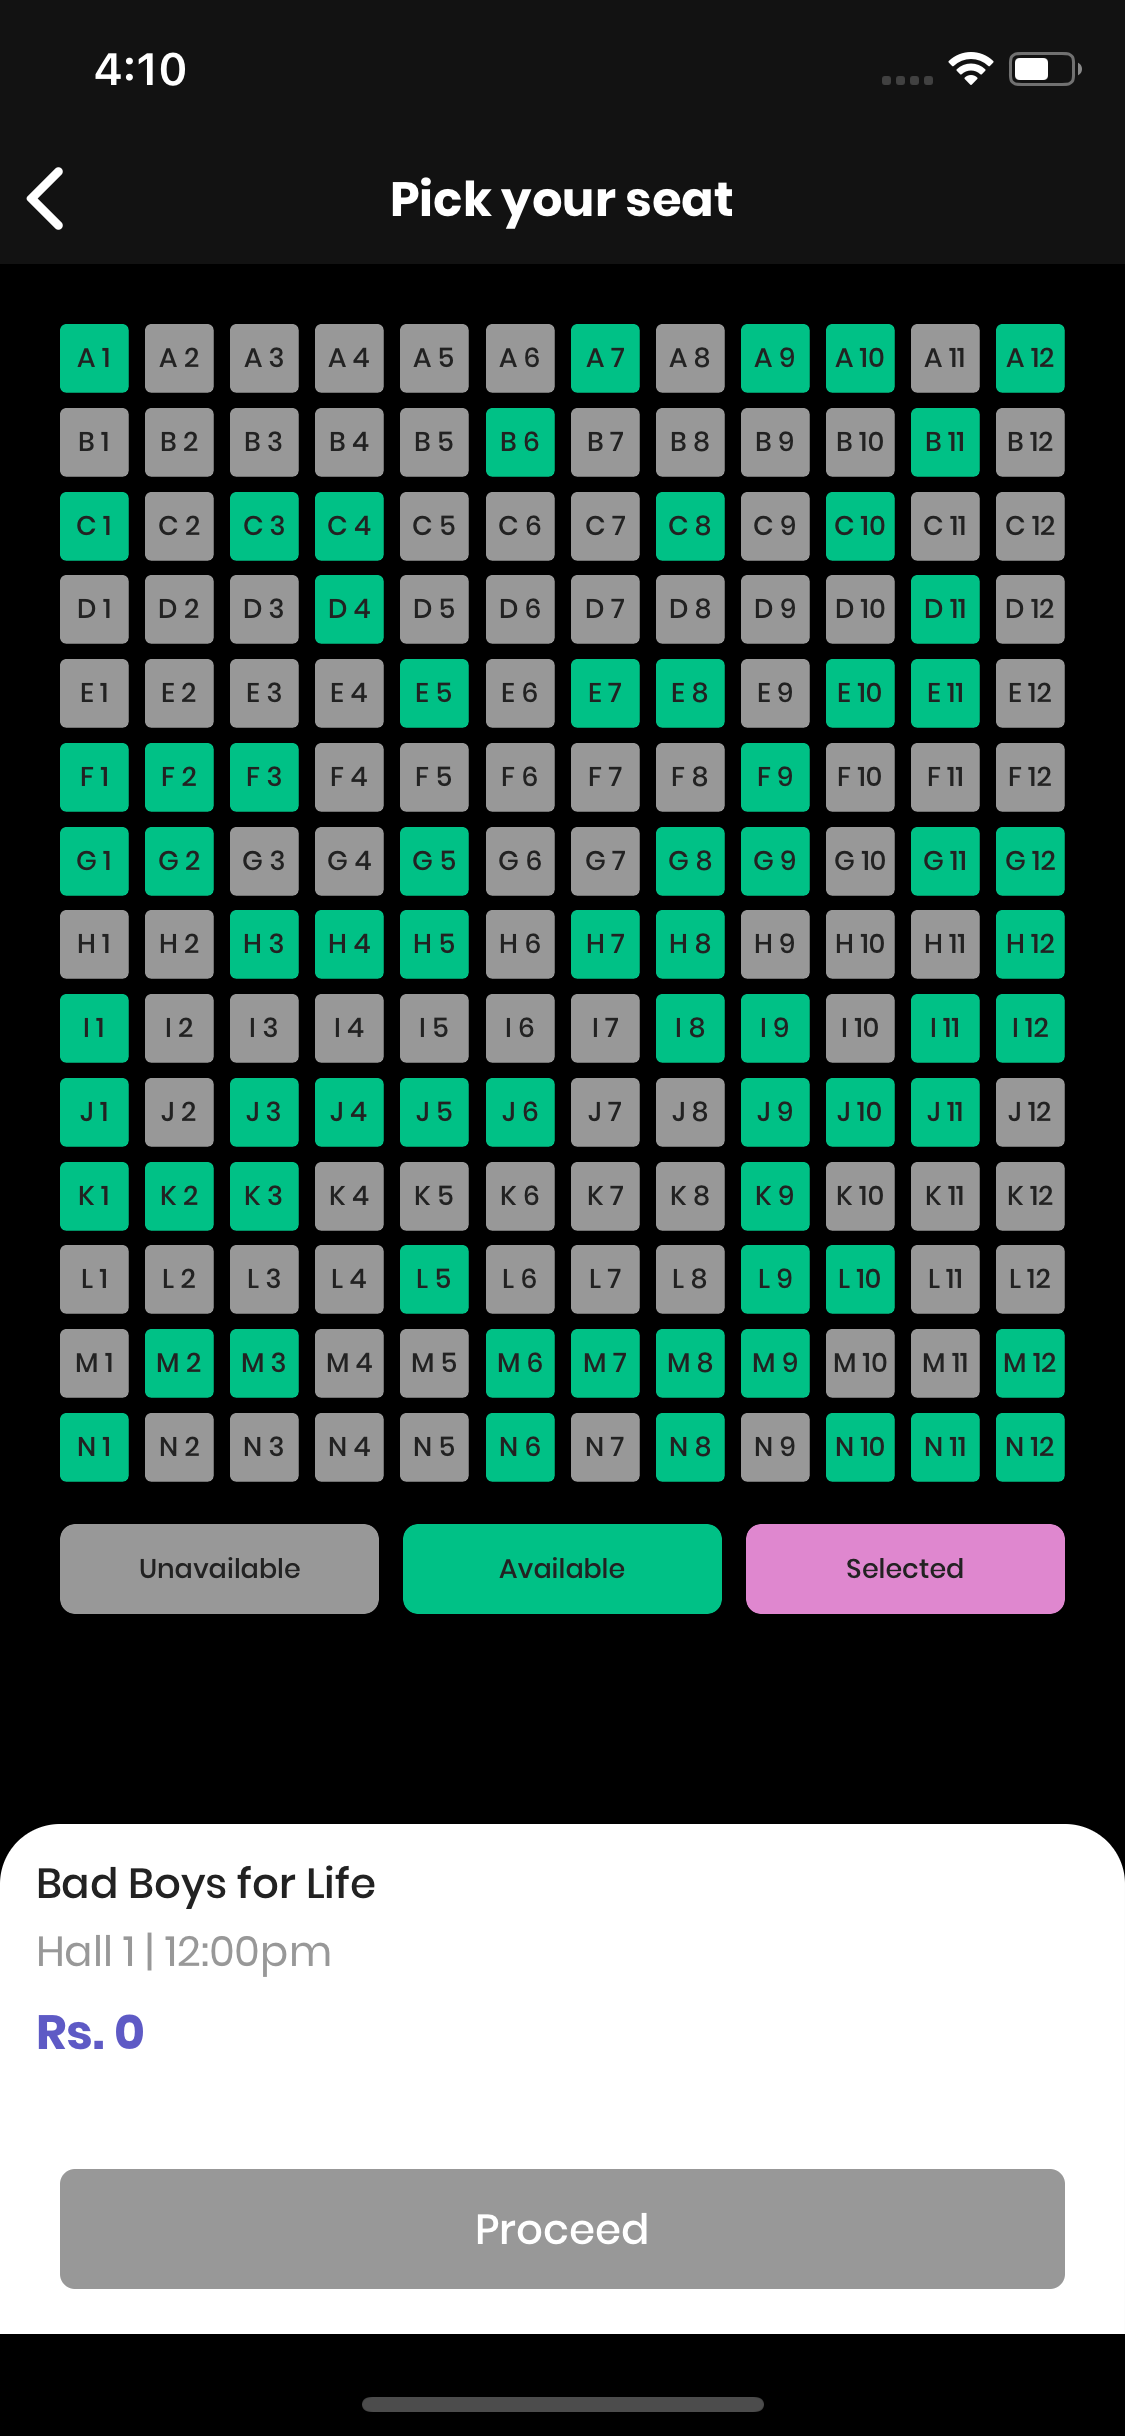 4:10
Pick your seat
A 1 A 2 A 3 A 4 A 5 A 6 A 7 A 8 A 9 A 10 A 11 A 12
B 1 B 2 B 3 B 4 B 5 B 6 B 7 B 8 B 9 B 10 B 11 B 12
C 1 C 2 C 3 C 4 C 5 C 6 C 7 C 8 C 9 C 10 C 11 C 12
D 1 D 2 D 3 D 4 D 5 D 6 D 7 D 8 D 9 D 10 D 11 D 12
E 1 E 2 E 3 E 4 E 5 E 6 E 7 E 8 E 9 E 10 E 11 E 12
F 1 F 2 F 3 F 4 F 5 F 6 F 7 F 8 F 9 F 10 F 11 F 12
G 1 G 2 G 3 G 4 G 5 G 6 G 7 G 8 G 9 G 10 G 11 G 12
H 1 H 2 H 3 H 4 H 5 H 6 H 7 H 8 H 9 H 10 H 11 H 12
I 1 I 2 I 3 I 4 I 5 I 6 I 7 I 8 I 9 I 10 I 11 I 12
J 1 J 2 J 3 J 4 J 5 J 6 J 7 J 8 J 9 J 10 J 11 J 12
K 1 K 2 K 3 K 4 K 5 K 6 K 7 K 8 K 9 K 10 K 11 K 12
L 1 L 2 L 3 L 4 L 5 L 6 L 7 L 8 L 9 L 10 L 11 L 12
M 1 M 2 M 3 M 4 M 5 M 6 M 7 M 8 M 9 M 10 M 11 M 12
N 1 N 2 N 3 N 4 N 5 N 6 N 7 N 8 N 9 N 10 N 11 N 12
Unavailable Available Selected
Bad Boys for Life
Hall 1 | 12:00pm
Rs. 0
Proceed